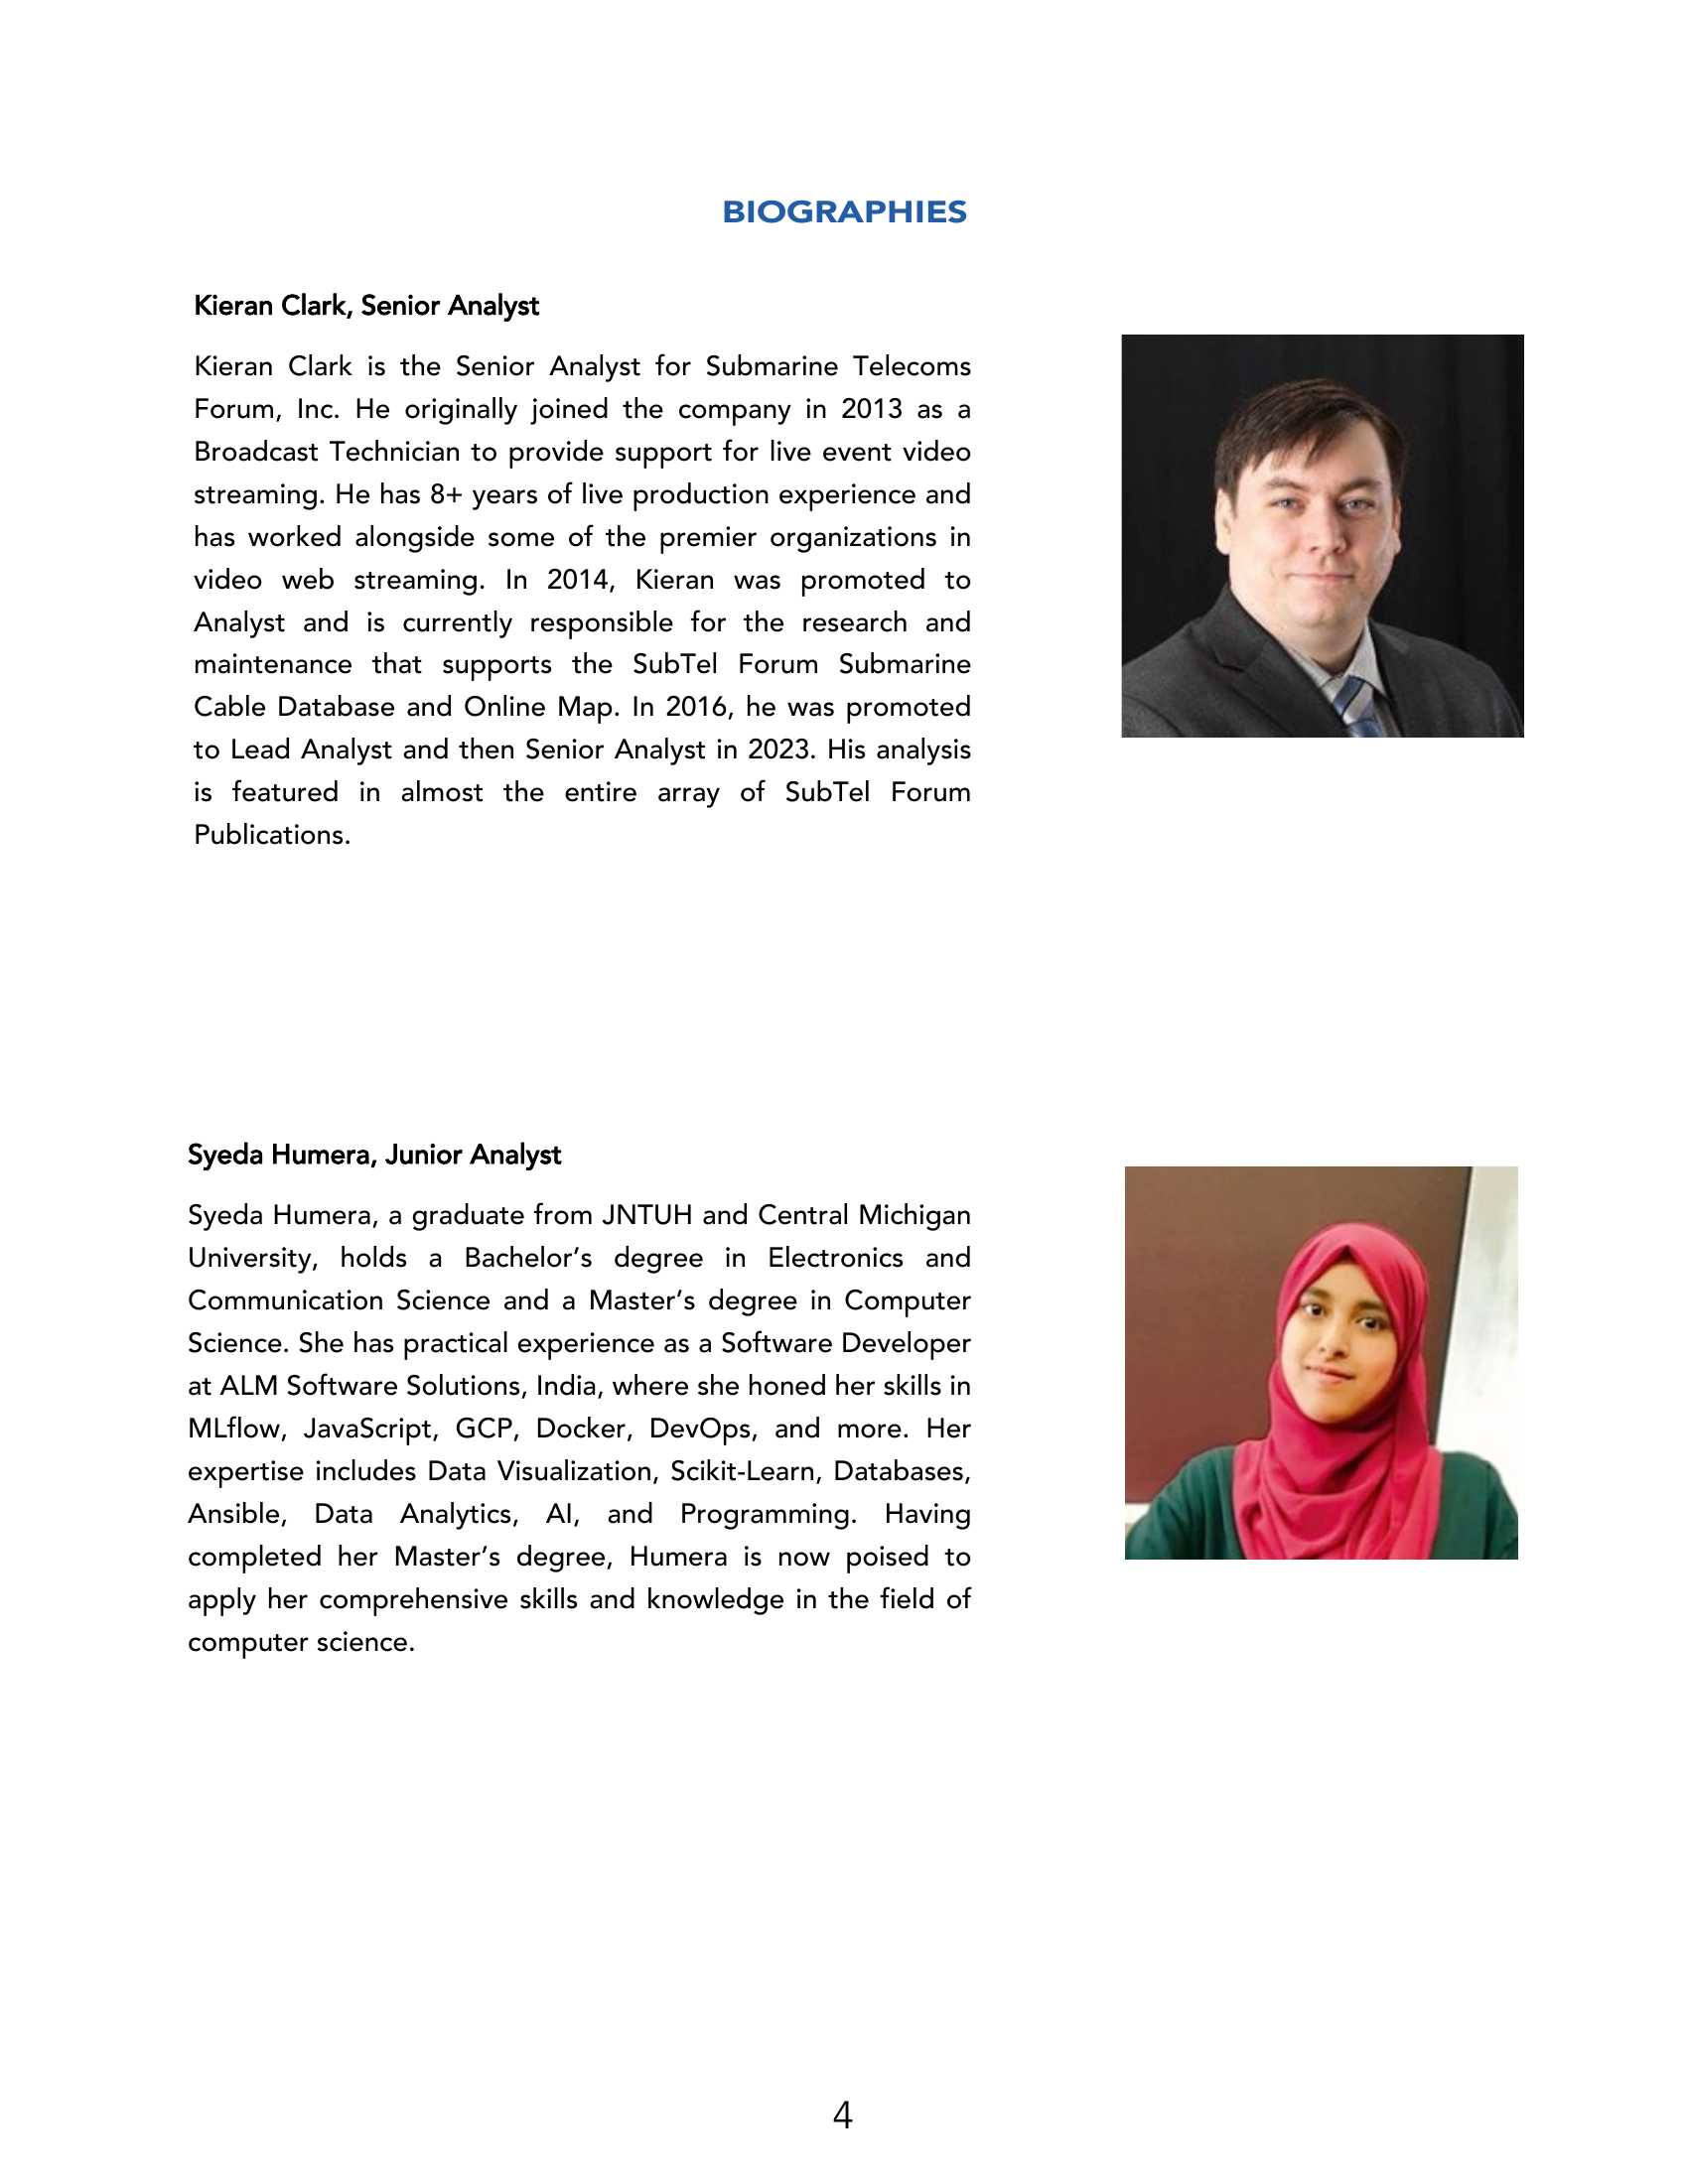 BIOGRAPHIES
Kieran Clark, Senior Analyst
Kieran Clark is the Senior Analyst for Submarine Telecoms
Forum, Inc. He originally joined the company in 2013 as a
Broadcast Technician to provide support for live event video
streaming. He has 8+ years of live production experience and
has worked alongside some of the premier organizations in
video web streaming. In 2014, Kieran was promoted to
Analyst and is currently responsible for the research and
maintenance that supports the SubTel Forum Submarine
Cable Database and Online Map. In 2016, he was promoted
to Lead Analyst and then Senior Analyst in 2023. His analysis
is featured in almost the entire array of SubTel Forum
Publications.
Syeda Humera, Junior Analyst
Syeda Humera, a graduate from JNTUH and Central Michigan
University, holds a Bachelor’s degree in Electronics and
Communication Science and a Master’s degree in Computer
Science. She has practical experience as a Software Developer
at ALM Software Solutions, India, where she honed her skills in
MLflow, JavaScript, GCP, Docker, DevOps, and more. Her
expertise includes Data Visualization, Scikit-Learn, Databases,
Ansible, Data Analytics, AI, and Programming. Having
completed her Master’s degree, Humera is now poised to
apply her comprehensive skills and knowledge in the field of
computer science.
4